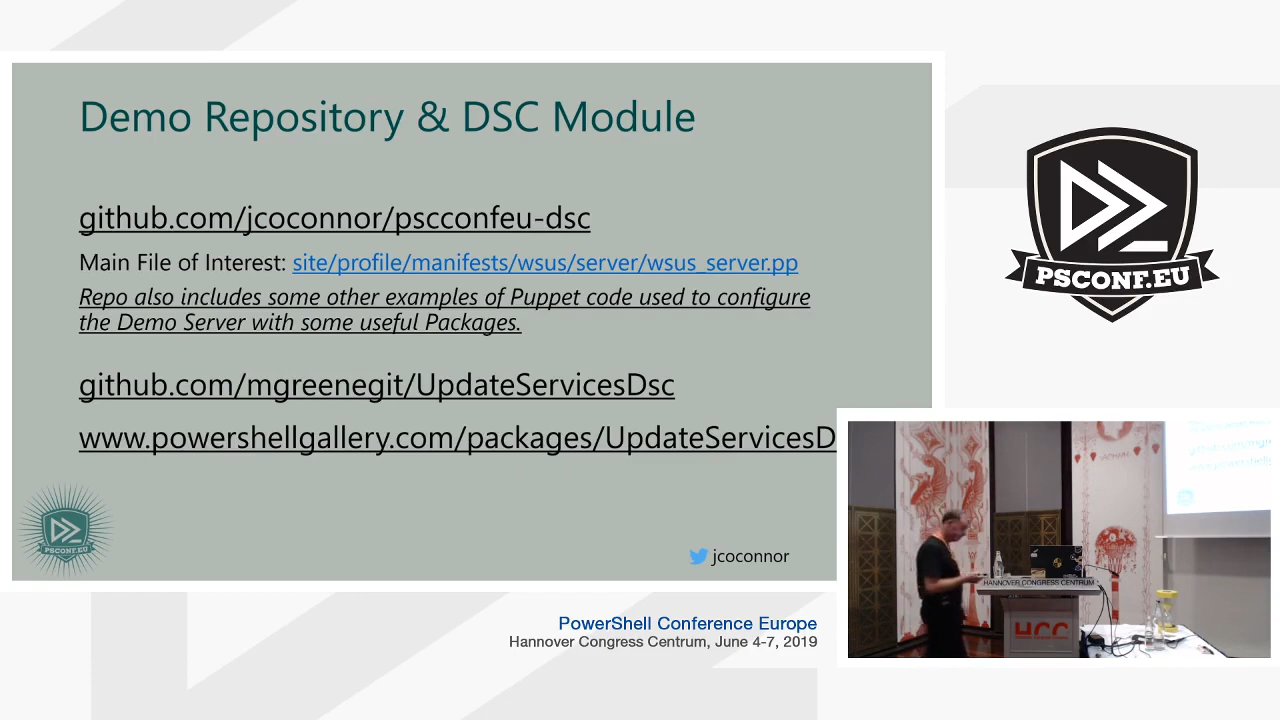 Demo Repository & DSC Module
github.com/jcoconnor/pscconfeu-dsc
Main File of Interest: site/profile/manifests/wsus/server/wsus_server.pp
Repo also includes some other examples of Puppet code used to configure
the Demo Server with some useful Packages.
github.com/mgreenegit/UpdateServicesDsc
www.powershellgallery.com/packages/UpdateServicesD
PSCONF.EU
jcoconnor
PSCONF.EU
HANNOVER CONGRESS CENTRUM
HCC
PowerShell Conference Europe
Hannover Congress Centrum, June 4-7, 2019